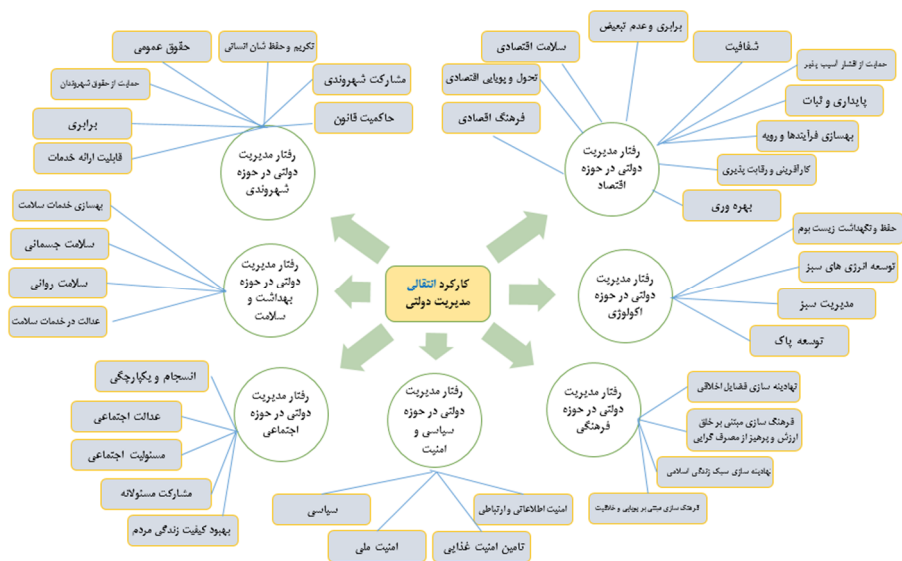 کارکرد انتقالی
مدیریت دولتی
رفتار مدیریت
دولتی در حوزه
اقتصاد
سلامت اقتصادی
برابری و عدم تبعیض
شفافیت
تحول و پویایی اقتصادی
حمایت از اقشار آسیب پذیر
فرهنگ اقتصادی
پایداری و ثبات
بهسازی فرآیندها و رویه
کارآفرینی و رقابت پذیری
بهره وری
رفتار مدیریت
دولتی در حوزه
اکولوژی
حفظ و نگهداشت زیست بوم
توسعه انرژی های سبز
مدیریت سبز
توسعه پاک
رفتار مدیریت
دولتی در حوزه
فرهنگی
نهادینه سازی فضایل اخلاقی
فرهنگ سازی مبتنی بر خلق
ارزش و پرهیز از مصرف گرایی
نهادینه سازی سبک زندگی اسلامی
فرهنگ سازی مبتنی بر پویایی و خلاقیت
رفتار مدیریت
دولتی در حوزه
سیاسی و
امنیت
امنیت اطلاعاتی و ارتباطی
تامین امنیت غذایی
امنیت ملی
سیاسی
رفتار مدیریت
دولتی در حوزه
اجتماعی
انسجام و یکپارچگی
عدالت اجتماعی
مسئولیت اجتماعی
مشارکت مسئولانه
بهبود کیفیت زندگی مردم
رفتار مدیریت
دولتی در حوزه
بهداشت و
سلامت
بهسازی خدمات سلامت
سلامت جسمانی
سلامت روانی
عدالت در خدمات سلامت
رفتار مدیریت
دولتی در حوزه
شهروندی
حقوق عمومی
تکریم و حفظ شان انسانی
حمایت از حقوق شهروندان
مشارکت شهروندی
برابری
حاکمیت قانون
قابلیت ارائه خدمات